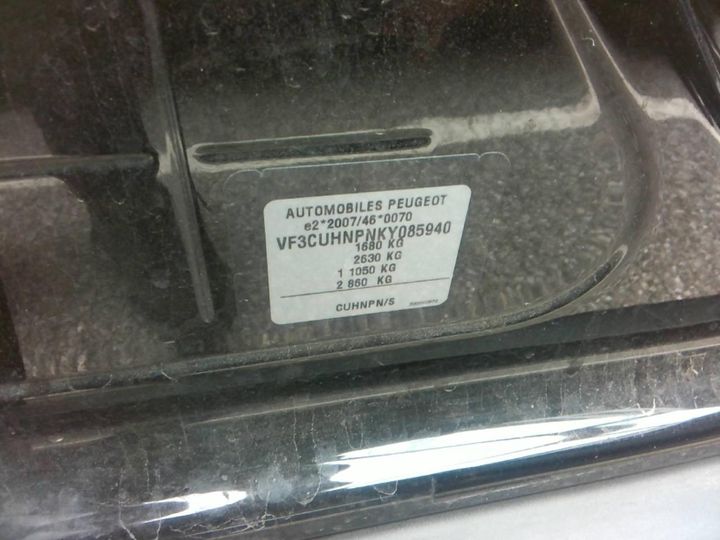 AUTOMOBILES PEUGEOT
e2*2007/46*0070
VF3CUHNPNKY085940
1680 KG
2630 KG
1 1050 KG
2 860 KG
CUHNPN/S